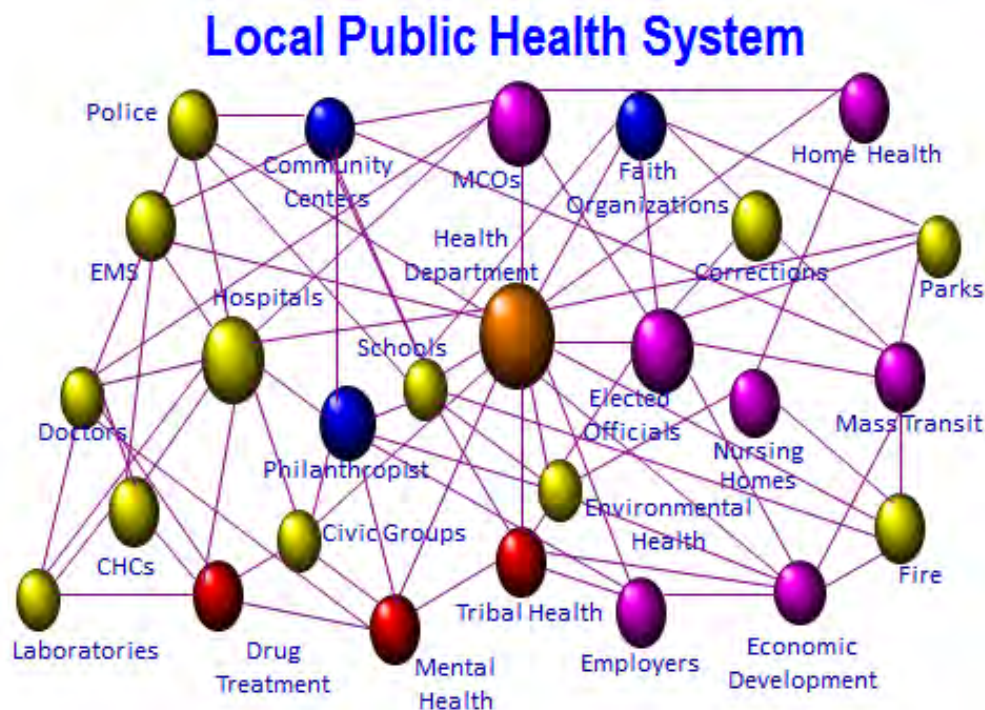 Local Public Health System
Police
Community
Centers
MCOs
Faith
Organizations
Home Health
EMS
Hospitals
Health
Department
Corrections
Parks
Schools
Doctors
Philanthropist
Elected
Officials
Nursing
Homes
Mass Transit
CHCs
Civic Groups
Environmental
Health
Fire
Laboratories
Drug
Treatment
Mental
Health
Tribal Health
Employers
Economic
Development